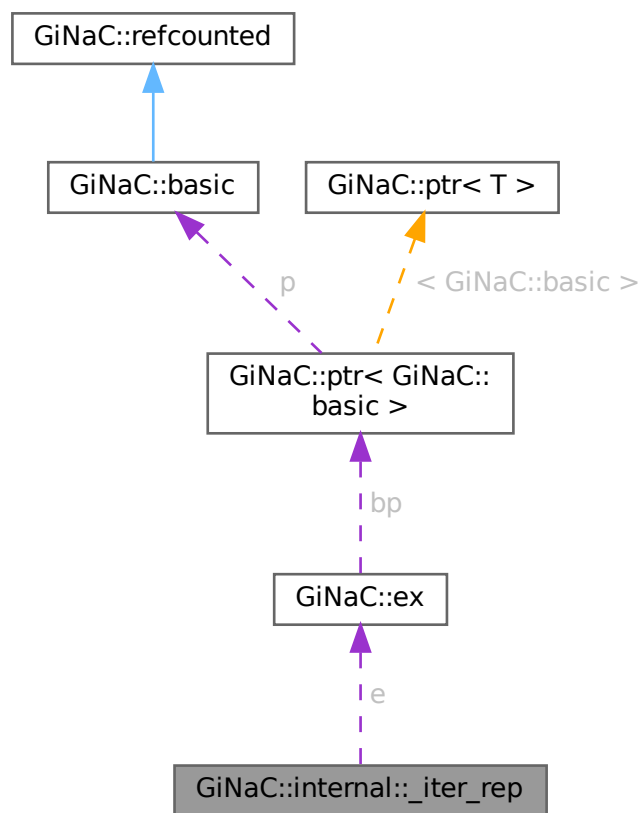 GiNaC::refcounted
GiNaC::basic
GiNaC::ptr< T >
p
< GiNaC::basic >
GiNaC::ptr< GiNaC::
basic >
bp
GiNaC::ex
e
GiNaC::internal::_iter_rep